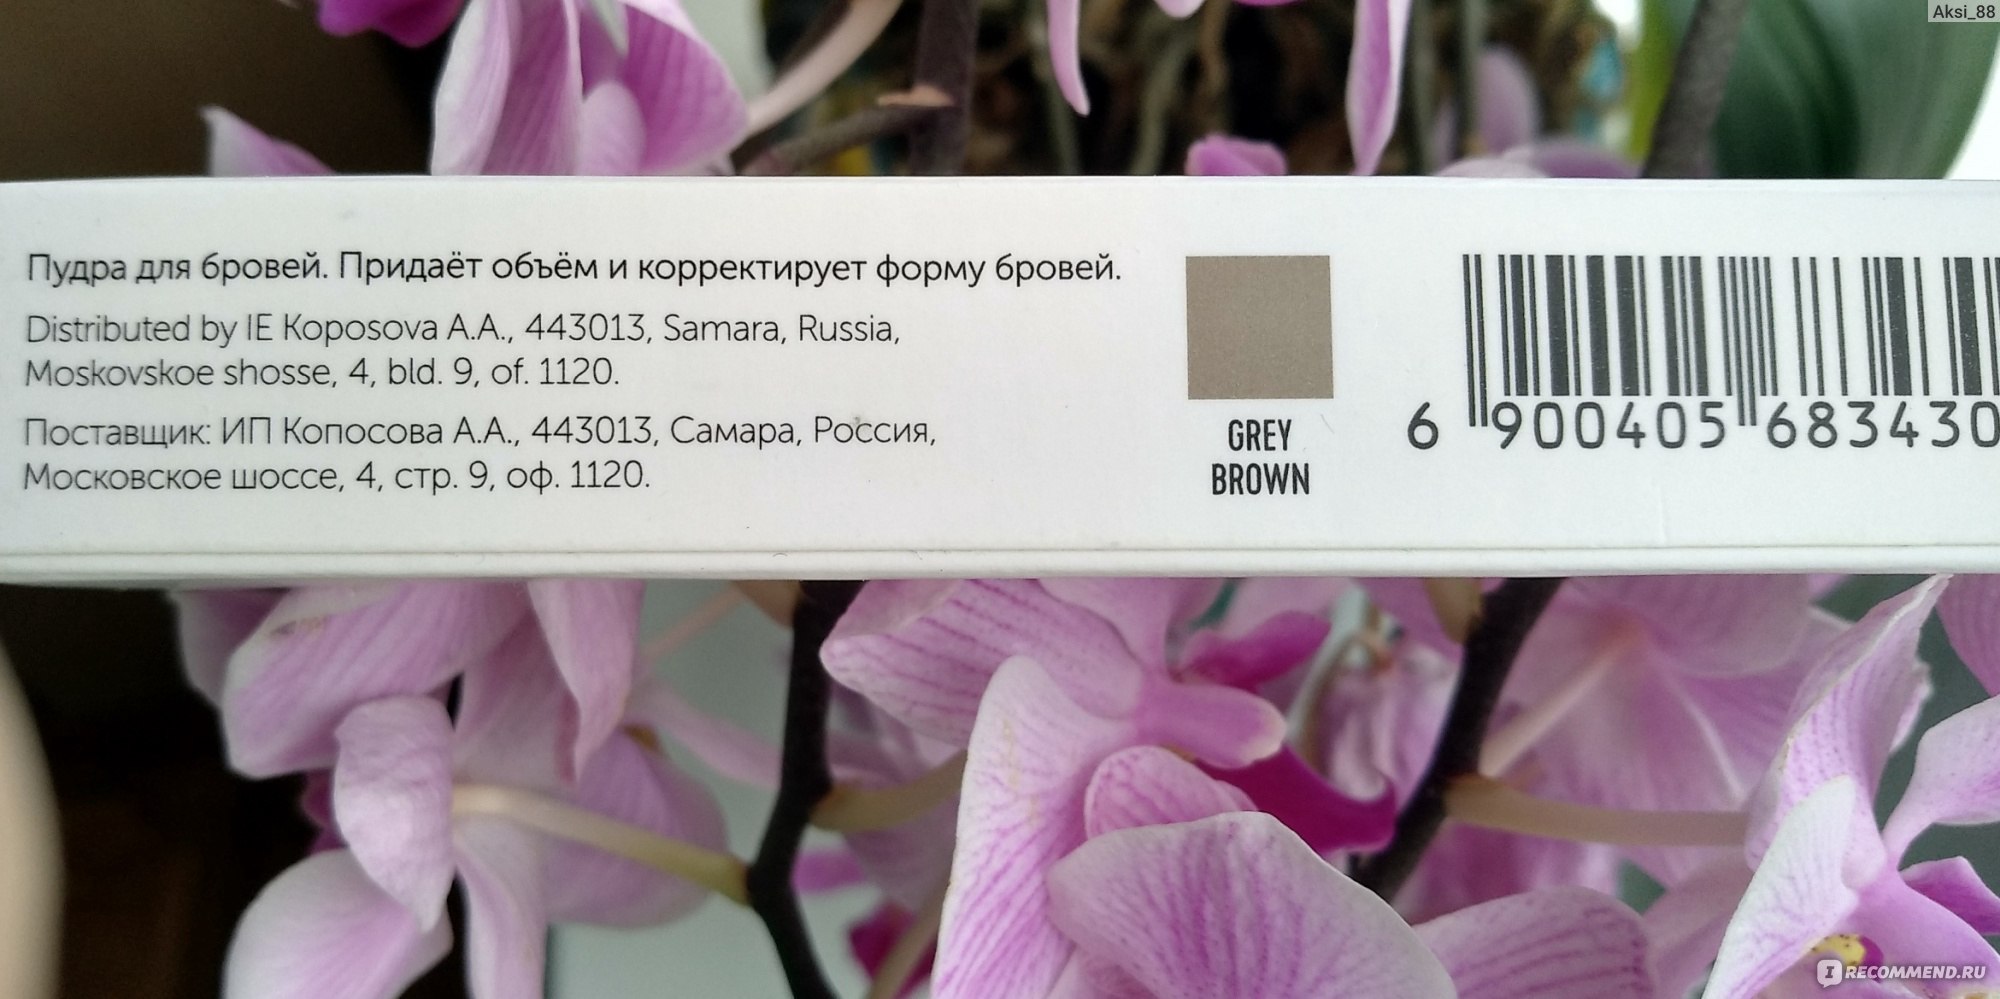 Aksi_88
Пудра для бровей. Придаёт объём и корректирует форму бровей.
Distributed by IE Koposova A.A., 443013, Samara, Russia,
Moskovskoe shosse, 4, bld. 9, of. 1120.
Поставщик: ИП Копосова А.А., 443013, Самара, Россия,
Московское шоссе, 4, стр. 9, оф. 1120.
GREY
BROWN
6 900405 683430
IRECOMMEND.RU